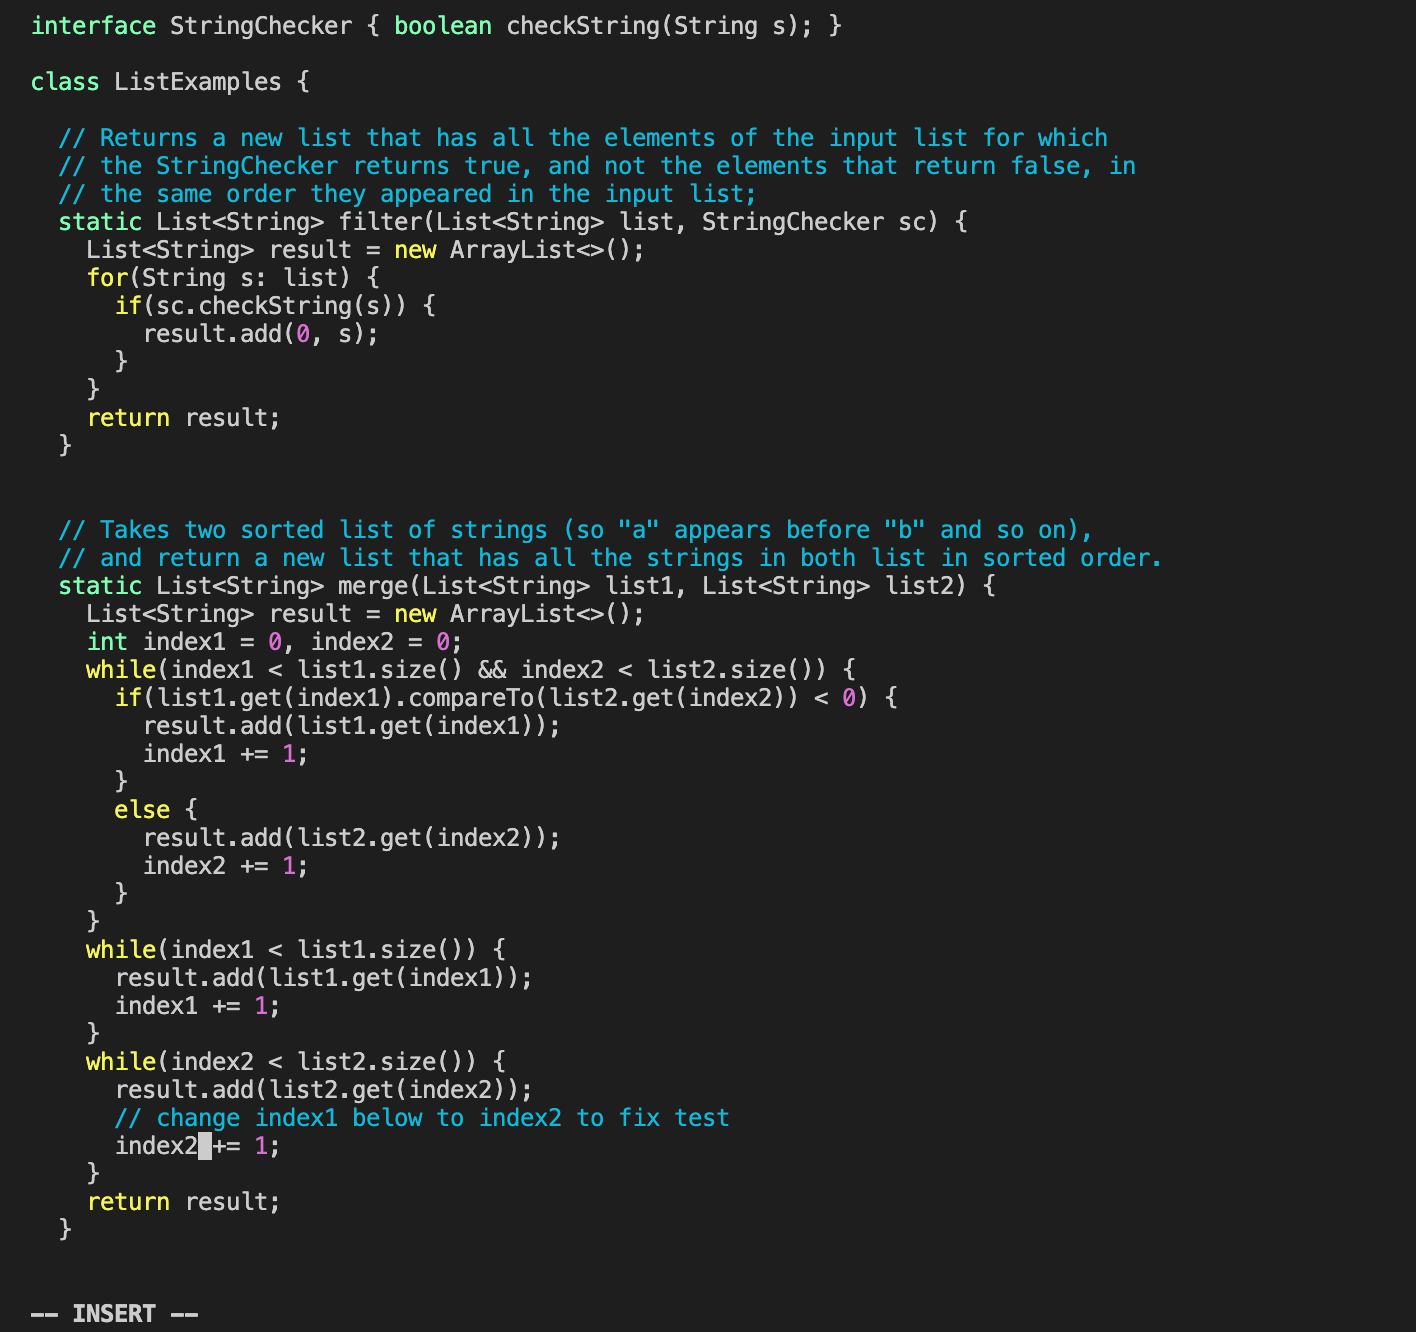 interface StringChecker { boolean checkString(String s); }

class ListExamples {

  // Returns a new list that has all the elements of the input list for which
  // the StringChecker returns true, and not the elements that return false, in
  // the same order they appeared in the input list;
  static List<String> filter(List<String> list, StringChecker sc) {
    List<String> result = new ArrayList<>();
    for(String s: list) {
      if(sc.checkString(s)) {
        result.add(0, s);
      }
    }
    return result;
  }


  // Takes two sorted list of strings (so "a" appears before "b" and so on),
  // and return a new list that has all the strings in both list in sorted order.
  static List<String> merge(List<String> list1, List<String> list2) {
    List<String> result = new ArrayList<>();
    int index1 = 0, index2 = 0;
    while(index1 < list1.size() && index2 < list2.size()) {
      if(list1.get(index1).compareTo(list2.get(index2)) < 0) {
        result.add(list1.get(index1));
        index1 += 1;
      }
      else {
        result.add(list2.get(index2));
        index2 += 1;
      }
    }
    while(index1 < list1.size()) {
      result.add(list1.get(index1));
      index1 += 1;
    }
    while(index2 < list2.size()) {
      result.add(list2.get(index2));
      // change index1 below to index2 to fix test
      index2 += 1;
    }
    return result;
  }


-- INSERT --